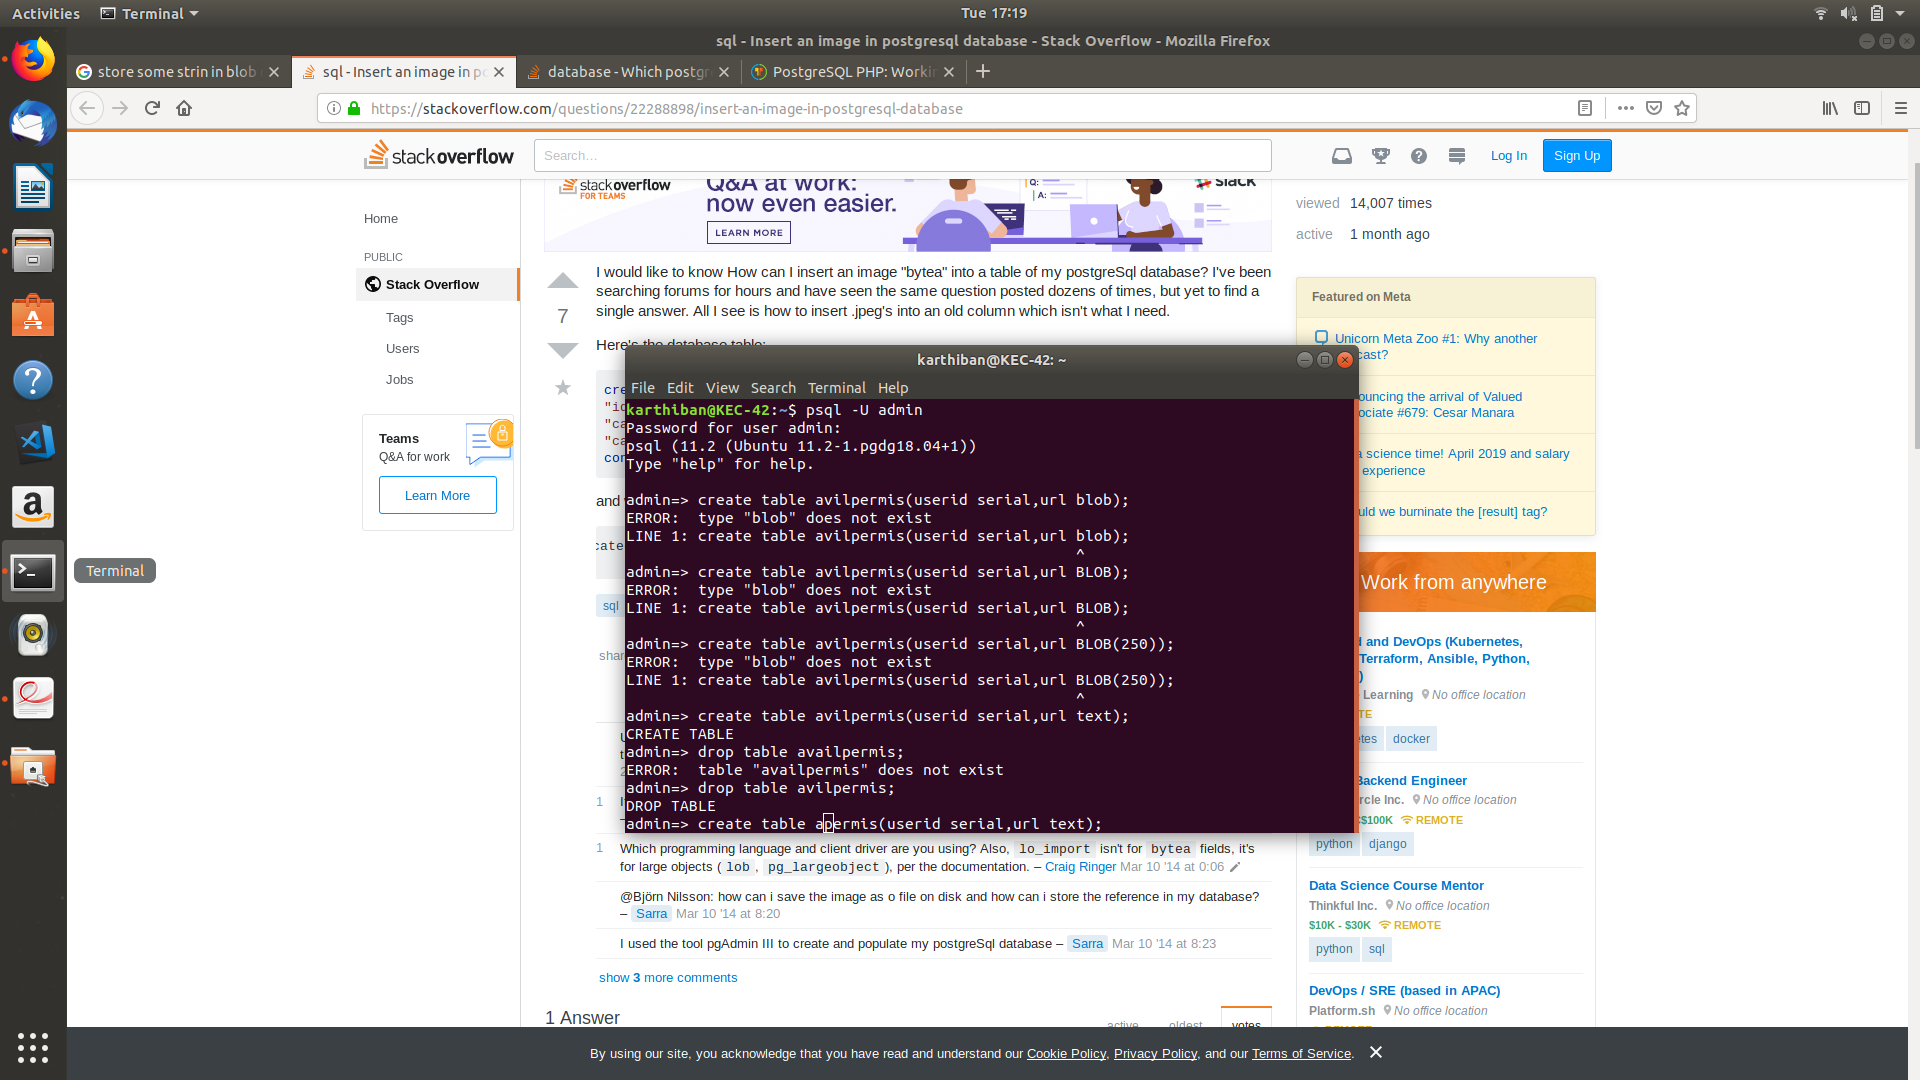 Activities
Terminal
Tue 17:19
sql - Insert an image in postgresql database - Stack Overflow - Mozilla Firefox
store some strin in blob
sql - Insert an image in
database - Which postgr
PostgreSQL PHP: Workin
https://stackoverflow.com/questions/22288898/insert-an-image-in-postgresql-database
stackoverflow
Search…
Log In
Sign Up
Home
PUBLIC
Stack Overflow
Tags
Users
Jobs
Teams
Q&A for work
Learn More
stackoverflow
FOR TEAMS
Q&A at work:
now even easier.
LEARN MORE
Q:
A:
slack
I would like to know How can I insert an image "bytea" into a table of my postgreSql database? I've been
searching forums for hours and have seen the same question posted dozens of times, but yet to find a
single answer. All I see is how to insert .jpeg's into an old column which isn't what I need.
7
Here's the database table:
and
sql
karthiban@KEC-42: ~
File Edit View Search Terminal Help
karthiban@KEC-42:~$ psql -U admin
Password for user admin:
psql (11.2 (Ubuntu 11.2-1.pgdg18.04+1))
Type "help" for help.
admin=> create table avilpermis(userid serial,url blob);
ERROR:  type "blob" does not exist
LINE 1: create table avilpermis(userid serial,url blob);
^
admin=> create table avilpermis(userid serial,url BLOB);
ERROR:  type "blob" does not exist
LINE 1: create table avilpermis(userid serial,url BLOB);
^
admin=> create table avilpermis(userid serial,url BLOB(250));
ERROR:  type "blob" does not exist
LINE 1: create table avilpermis(userid serial,url BLOB(250));
^
admin=> create table avilpermis(userid serial,url text);
CREATE TABLE
admin=> drop table availpermis;
ERROR:  table "availpermis" does not exist
admin=> drop table avilpermis;
DROP TABLE
admin=> create table apermis(userid serial,url text);
Terminal
1
1
Which programming language and client driver are you using? Also, lo_import isn't for bytea fields, it's
for large objects (lob, pg_largeobject), per the documentation. – Craig Ringer Mar 10 '14 at 0:06
@Björn Nilsson: how can i save the image as o file on disk and how can i store the reference in my database?
– Sarra Mar 10 '14 at 8:20
I used the tool pgAdmin III to create and populate my postgreSql database – Sarra Mar 10 '14 at 8:23
show 3 more comments
1 Answer
active
oldest
votes
viewed 14,007 times
active 1 month ago
Featured on Meta
Unicorn Meta Zoo #1: Why another
cast?
ouncing the arrival of Valued
ociate #679: Cesar Manara
a science time! April 2019 and salary
experience
uld we burninate the [result] tag?
Work from anywhere
and DevOps (Kubernetes,
Terraform, Ansible, Python,
Learning No office location
docker
Backend Engineer
rcle Inc. No office location
$100K REMOTE
python django
Data Science Course Mentor
Thinkful Inc. No office location
$10K - $30K REMOTE
python sql
DevOps / SRE (based in APAC)
Platform.sh No office location
By using our site, you acknowledge that you have read and understand our Cookie Policy, Privacy Policy, and our Terms of Service.